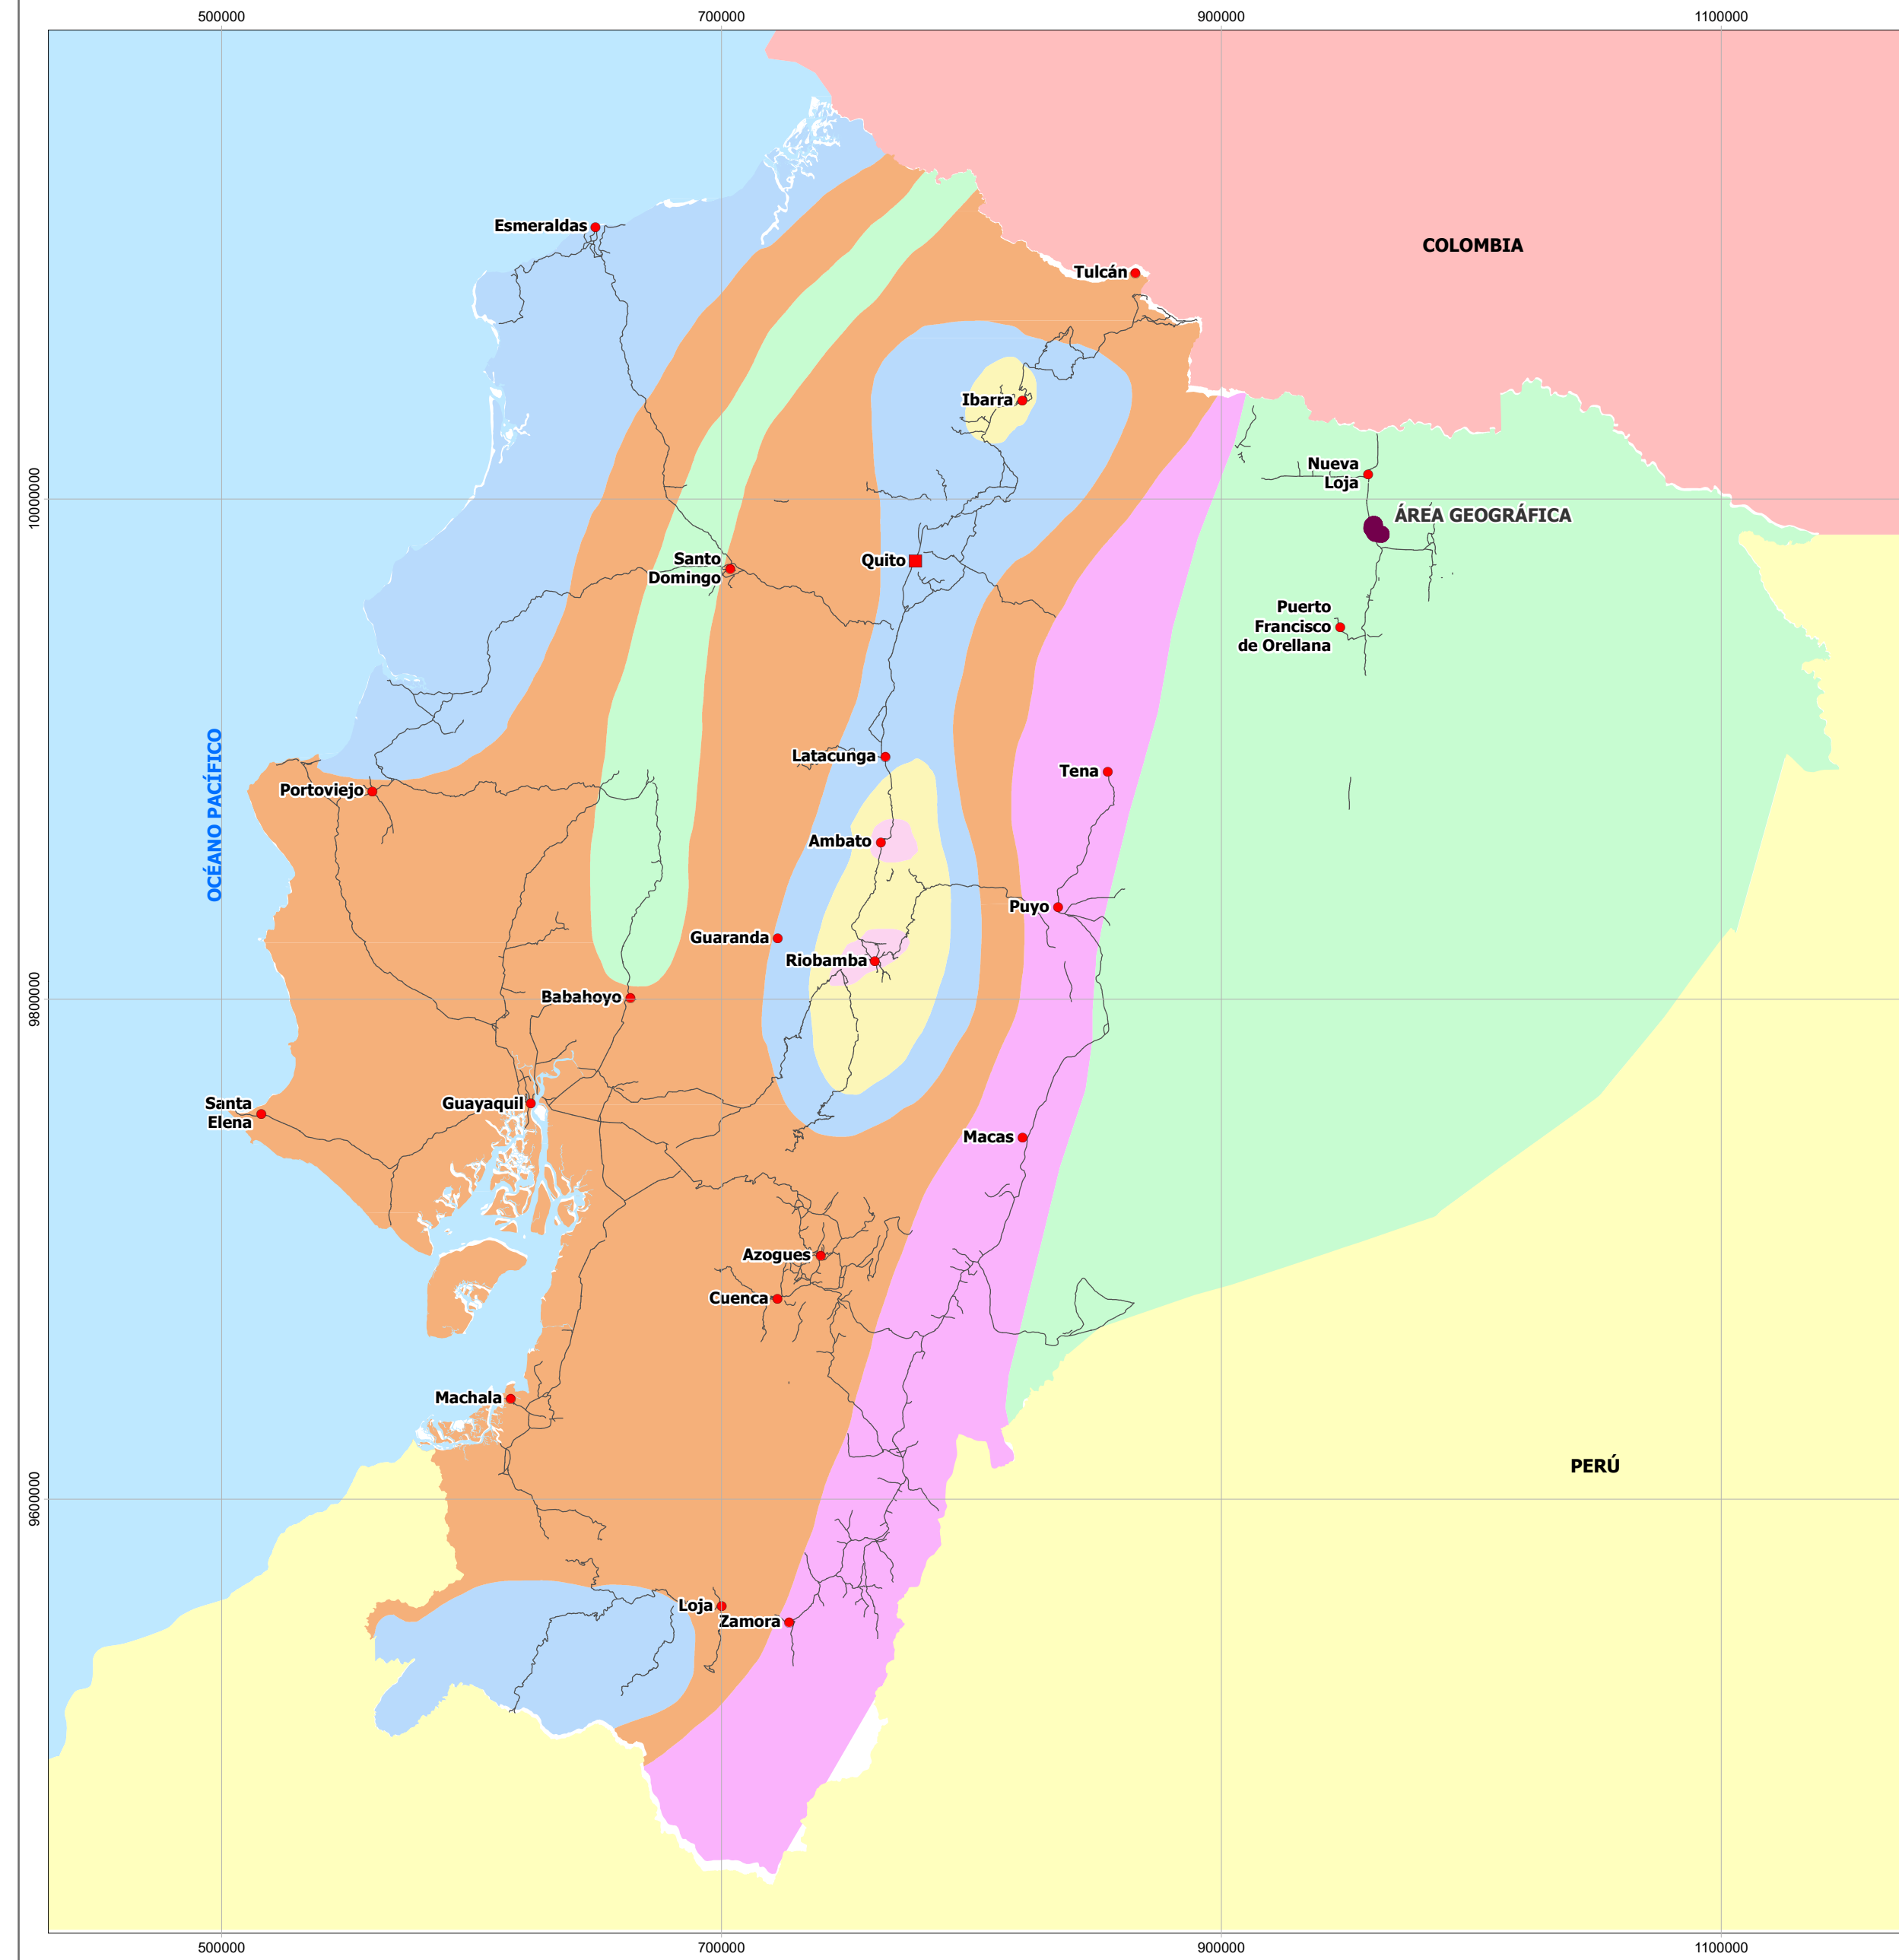 500000
700000
900000
1100000
Esmeraldas
COLOMBIA
Tulcán
Ibarra
Nueva
Loja
10000000
ÁREA GEOGRÁFICA
Santo
Domingo
Quito
Puerto
Francisco
de Orellana
OCÉANO PACÍFICO
Latacunga
Tena
Portoviejo
Ambato
Puyo
Guaranda
Riobamba
Babahoyo
9800000
Santa
Elena
Guayaquil
Macas
Azogues
Cuenca
Machala
PERÚ
9600000
Loja
Zamora
500000
700000
900000
1100000